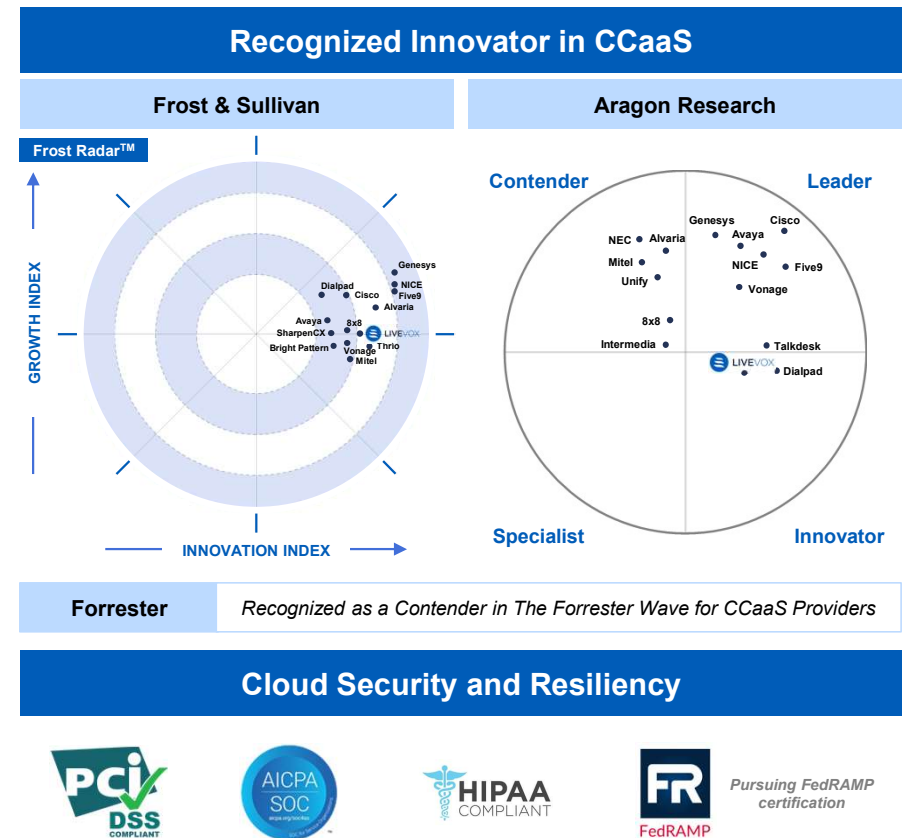 Recognized Innovator in CCaaS
Frost & Sullivan
Aragon Research
Frost Radar™
GROWTH INDEX
Genesys
NICE
Five9
Dialpad
Cisco
Alvaria
Avaya
8x8
SharpenCX
LIVEVOX
Bright Pattern
Thrio
Vonage
Mitel
INNOVATION INDEX
Contender
Leader
Genesys
Cisco
NEC
Alvaria
Avaya
Mitel
NICE
Five9
Unify
Vonage
8x8
Intermedia
Talkdesk
LIVEVOX
Dialpad
Specialist
Innovator
Forrester
Recognized as a Contender in The Forrester Wave for CCaaS Providers
Cloud Security and Resiliency
PCi
DSS
COMPLIANT
AICPA
SOC
HIPAA
COMPLIANT
FR
FedRAMP
Pursuing FedRAMP
certification